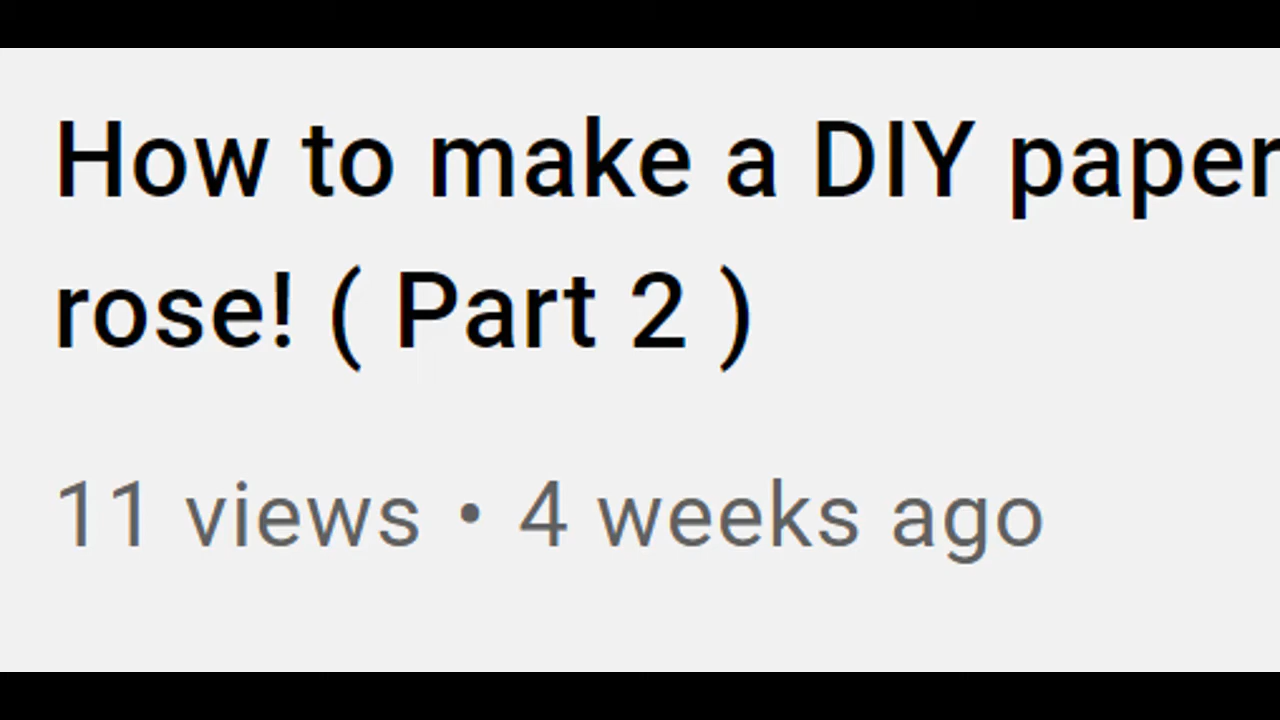 How to make a DIY paper
rose! ( Part 2 )
11 views • 4 weeks ago